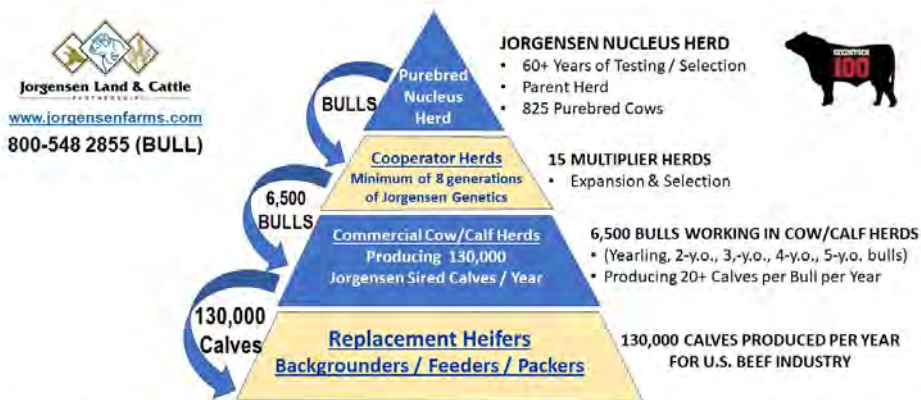 Jorgensen Land & Cattle
PARTNERSHIP
www.jorgensenfarms.com
800-548 2855 (BULL)
BULLS
6,500
BULLS
130,000
Calves
Purebred
Nucleus
Herd
Cooperator Herds
Minimum of 8 generations
of Jorgensen Genetics
Commercial Cow/Calf Herds
Producing 130,000
Jorgensen Sired Calves / Year
Replacement Heifers
Backgrounders / Feeders / Packers
JORGENSEN NUCLEUS HERD
• 60+ Years of Testing / Selection
• Parent Herd
• 825 Purebred Cows
SEEDSTOCK
100
15 MULTIPLIER HERDS
• Expansion & Selection
6,500 BULLS WORKING IN COW/CALF HERDS
• (Yearling, 2-y.o., 3,-y.o., 4-y.o., 5-y.o. bulls)
• Producing 20+ Calves per Bull per Year
130,000 CALVES PRODUCED PER YEAR
FOR U.S. BEEF INDUSTRY